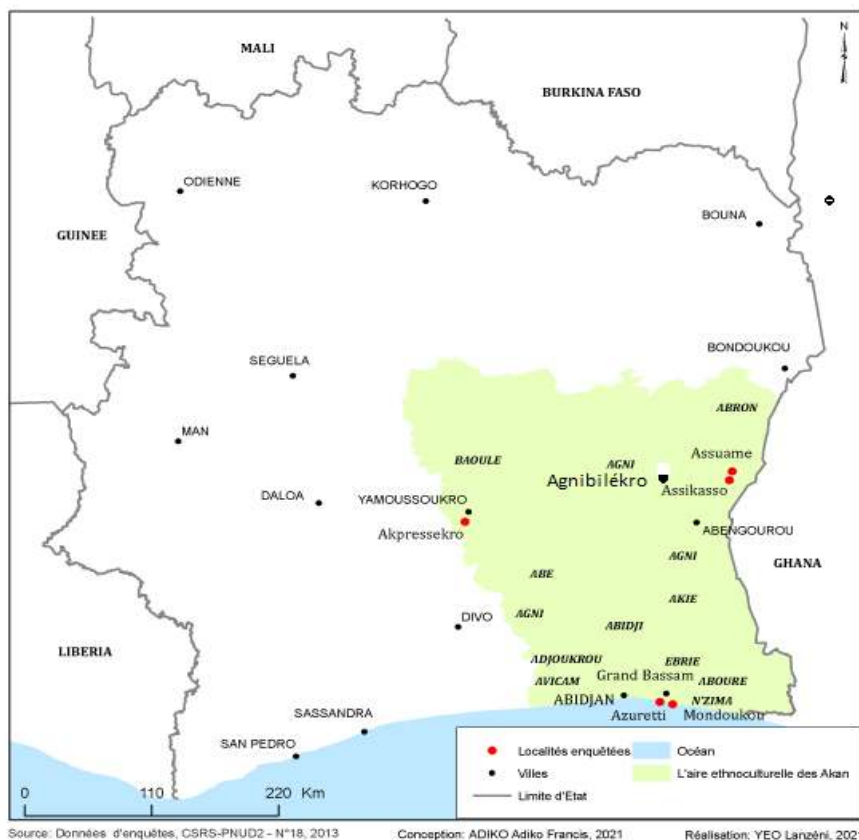 N
MALI
BURKINA FASO
ODIENNE
KORHOGO
BOUNA
GUINEE
BONDOUKOU
SEGUELA
ABRON
MAN
Assuame
BAOULE
AGNI
Agnibilékro
Assikasso
DALOA
YAMOUSSOUKRO
Akpressekro
ABENGOUROU
AGNI
GHANA
ABE
AKIE
AGNI
DIVO
ABIDJI
LIBERIA
ADJOUKROU
EBRIE
Grand Bassam
AVICAM
ABOURE
ABIDJAN
N'ZIMA
SASSANDRA
Azuretti
Mondoukou
SAN PEDRO
Localités enquêtées
Océan
Villes
L'aire ethnoculturelle des Akan
Limite d'Etat
0 110 220 Km
Source: Données d'enquêtes, CSRS-PNUD2 - N°18, 2013 Conception: ADIKO Adiko Francis, 2021 Réalisation: YEO Lanzéni, 202